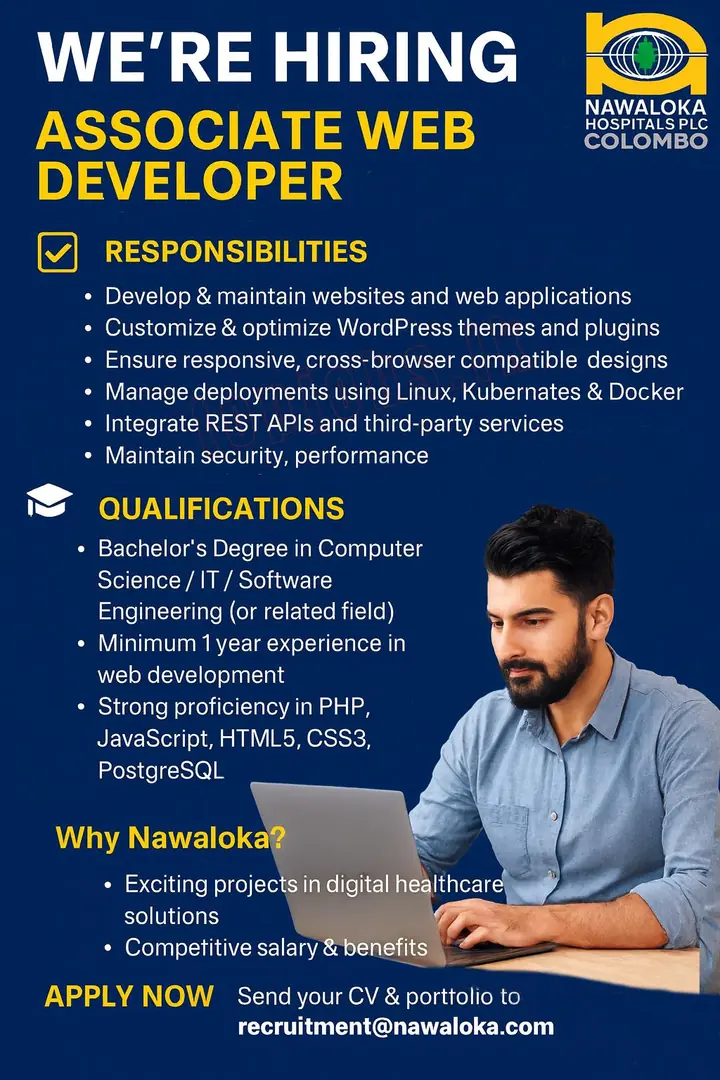 WE'RE HIRING
ASSOCIATE WEB
DEVELOPER
NAWALOKA
HOSPITALS PLC
COLOMBO
RESPONSIBILITIES
• Develop & maintain websites and web applications
• Customize & optimize WordPress themes and plugins
• Ensure responsive, cross-browser compatible designs
• Manage deployments using Linux, Kubernates & Docker
• Integrate REST APIs and third-party services
• Maintain security, performance
QUALIFICATIONS
• Bachelor's Degree in Computer
Science / IT / Software
Engineering (or related field)
• Minimum 1 year experience in
web development
• Strong proficiency in PHP,
JavaScript, HTML5, CSS3,
PostgreSQL
Why Nawaloka?
• Exciting projects in digital healthcare
solutions
• Competitive salary & benefits
APPLY NOW Send your CV & porttolio to
recruitment@nawaloka.com